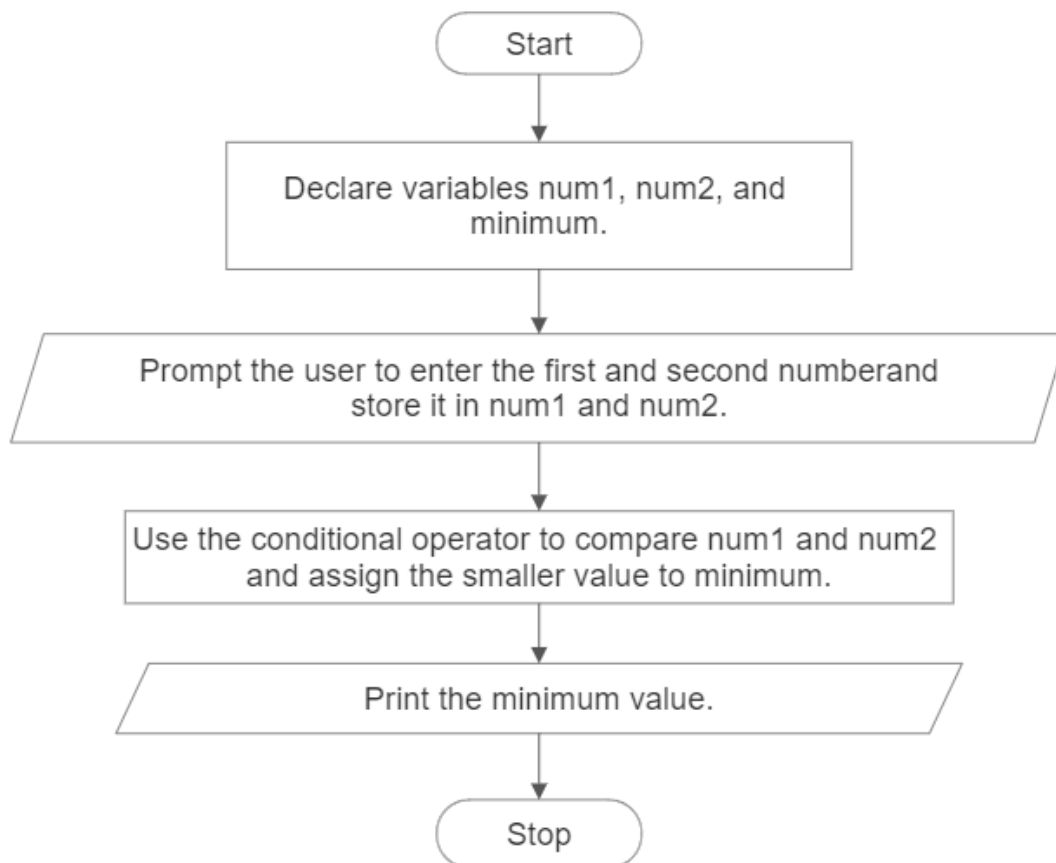 Start
Declare variables num1, num2, and
minimum.
Prompt the user to enter the first and second numberand
store it in num1 and num2.
Use the conditional operator to compare num1 and num2
and assign the smaller value to minimum.
Print the minimum value.
Stop